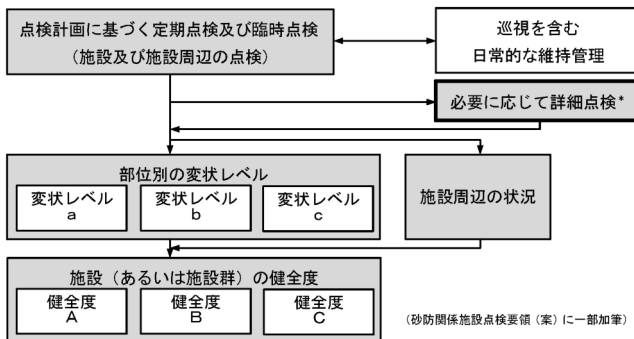 点検計画に基づく定期点検及び臨時点検
（施設及び施設周辺の点検）
巡視を含む
日常的な維持管理
必要に応じて詳細点検*
部位別の変状レベル
変状レベル
a
変状レベル
b
変状レベル
c
施設周辺の状況
施設（あるいは施設群）の健全度
健全度
A
健全度
B
健全度
C
（砂防関係施設点検要領（案）に一部加筆）